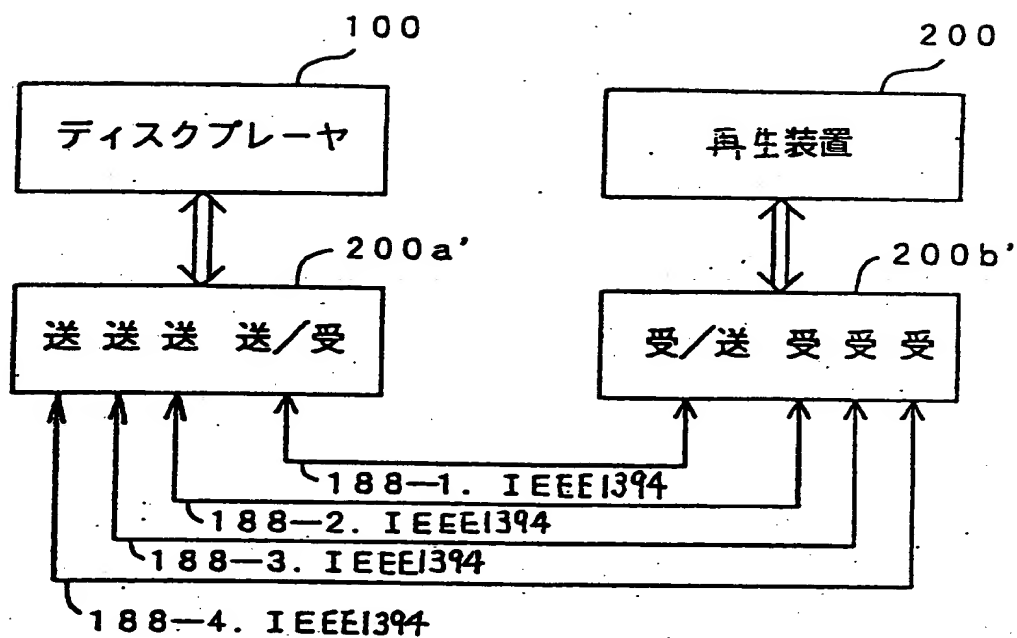 100
200
ディスクプレーヤ
再生装置
200a'
200b'
送 送 送 送/受
受/送 受 受 受
188—1. IEEE1394
188—2. IEEE1394
188—3. IEEE1394
188—4. IEEE1394